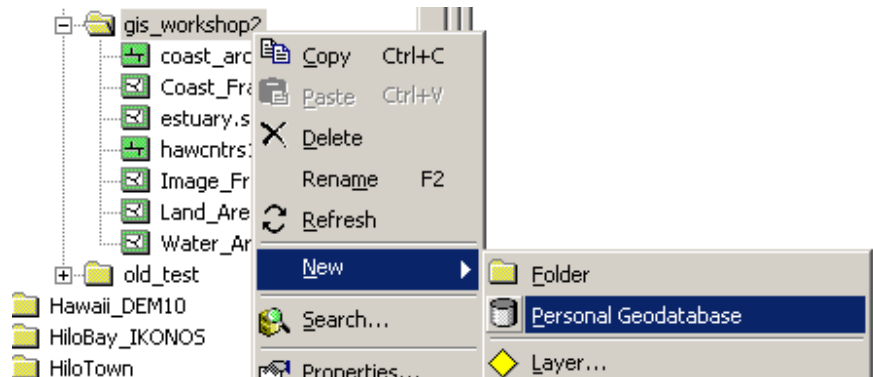 gis_workshop2
coast_arc
Coast_Fra
estuary.s
hawcntrs
Image_Fr
Land_Are
Water_Ar
old_test
Hawaii_DEM10
HiloBay_IKONOS
HiloTown
Copy Ctrl+C
Paste Ctrl+V
Delete
Rename F2
Refresh
New
Search...
Properties...
Folder
Personal Geodatabase
Layer...